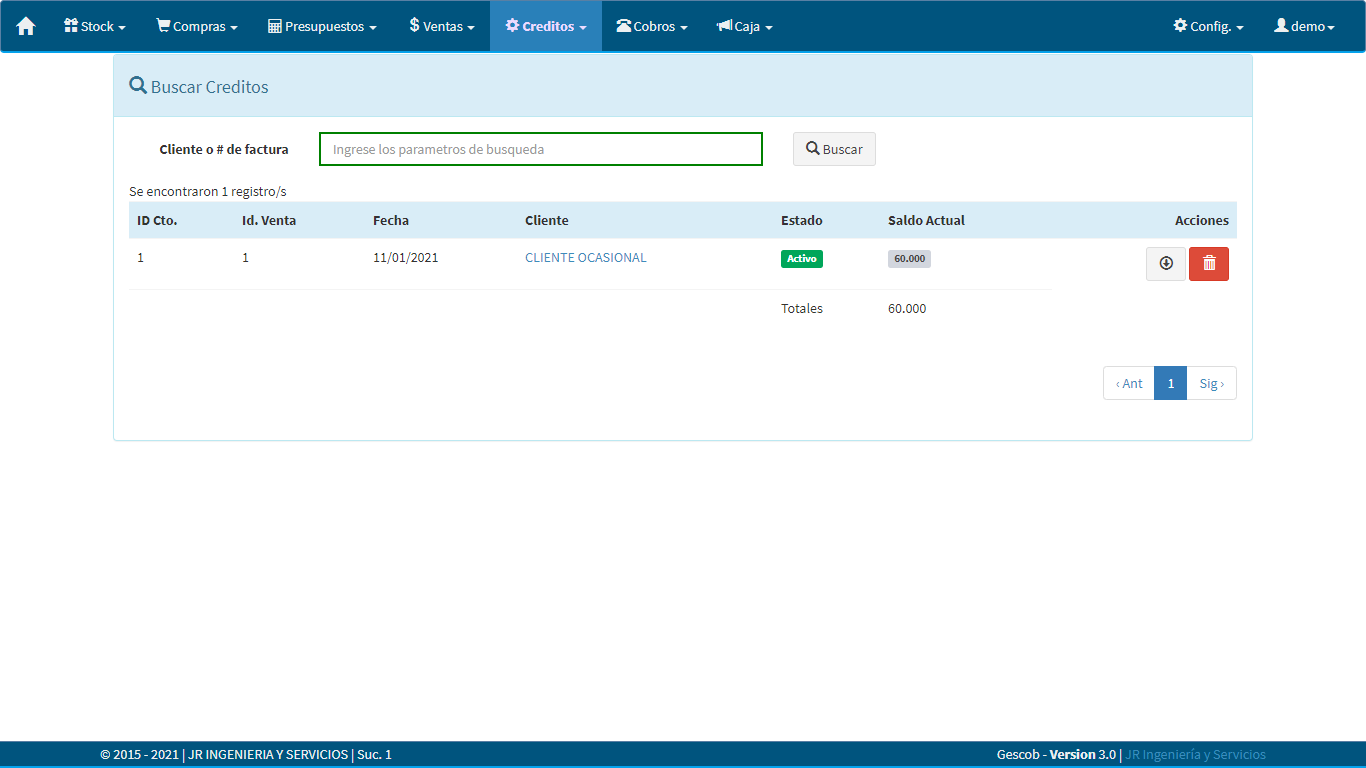 Stock Compras Presupuestos $ Ventas Creditos Cobros Caja Config. demo
Buscar Creditos
Cliente o # de factura Ingrese los parametros de busqueda Buscar
Se encontraron 1 registro/s
ID Cto. Id. Venta Fecha Cliente Estado Saldo Actual Acciones
1 1 11/01/2021 CLIENTE OCASIONAL Activo 60.000
Totales 60.000
‹ Ant 1 Sig ›
© 2015 - 2021 | JR INGENIERIA Y SERVICIOS | Suc. 1 Gescob - Version 3.0 | JR Ingeniería y Servicios